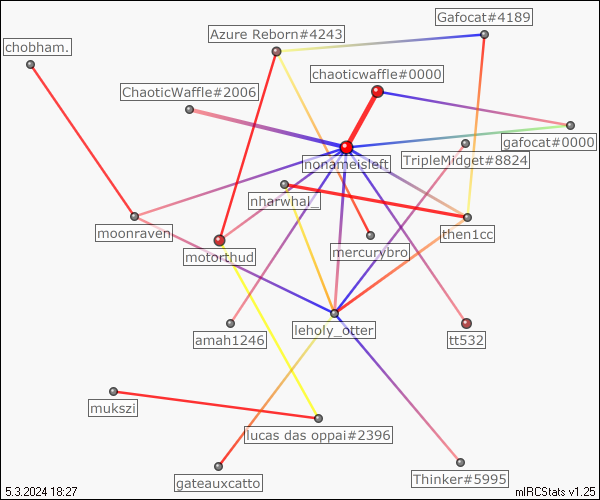 Gafocat#4189
Azure Reborn#4243
chobham.
chaoticwaffle#0000
ChaoticWaffle#2006
gafocat#0000
TripleMidget#8824
nonameisleft
nharwhal_
moonraven
then1cc
motorthud
mercurybro
leholy_otter
amah1246
tt532
mukszi
lucas das oppai#2396
gateauxcatto
Thinker#5995
5.3.2024 18:27
mIRCStats v1.25